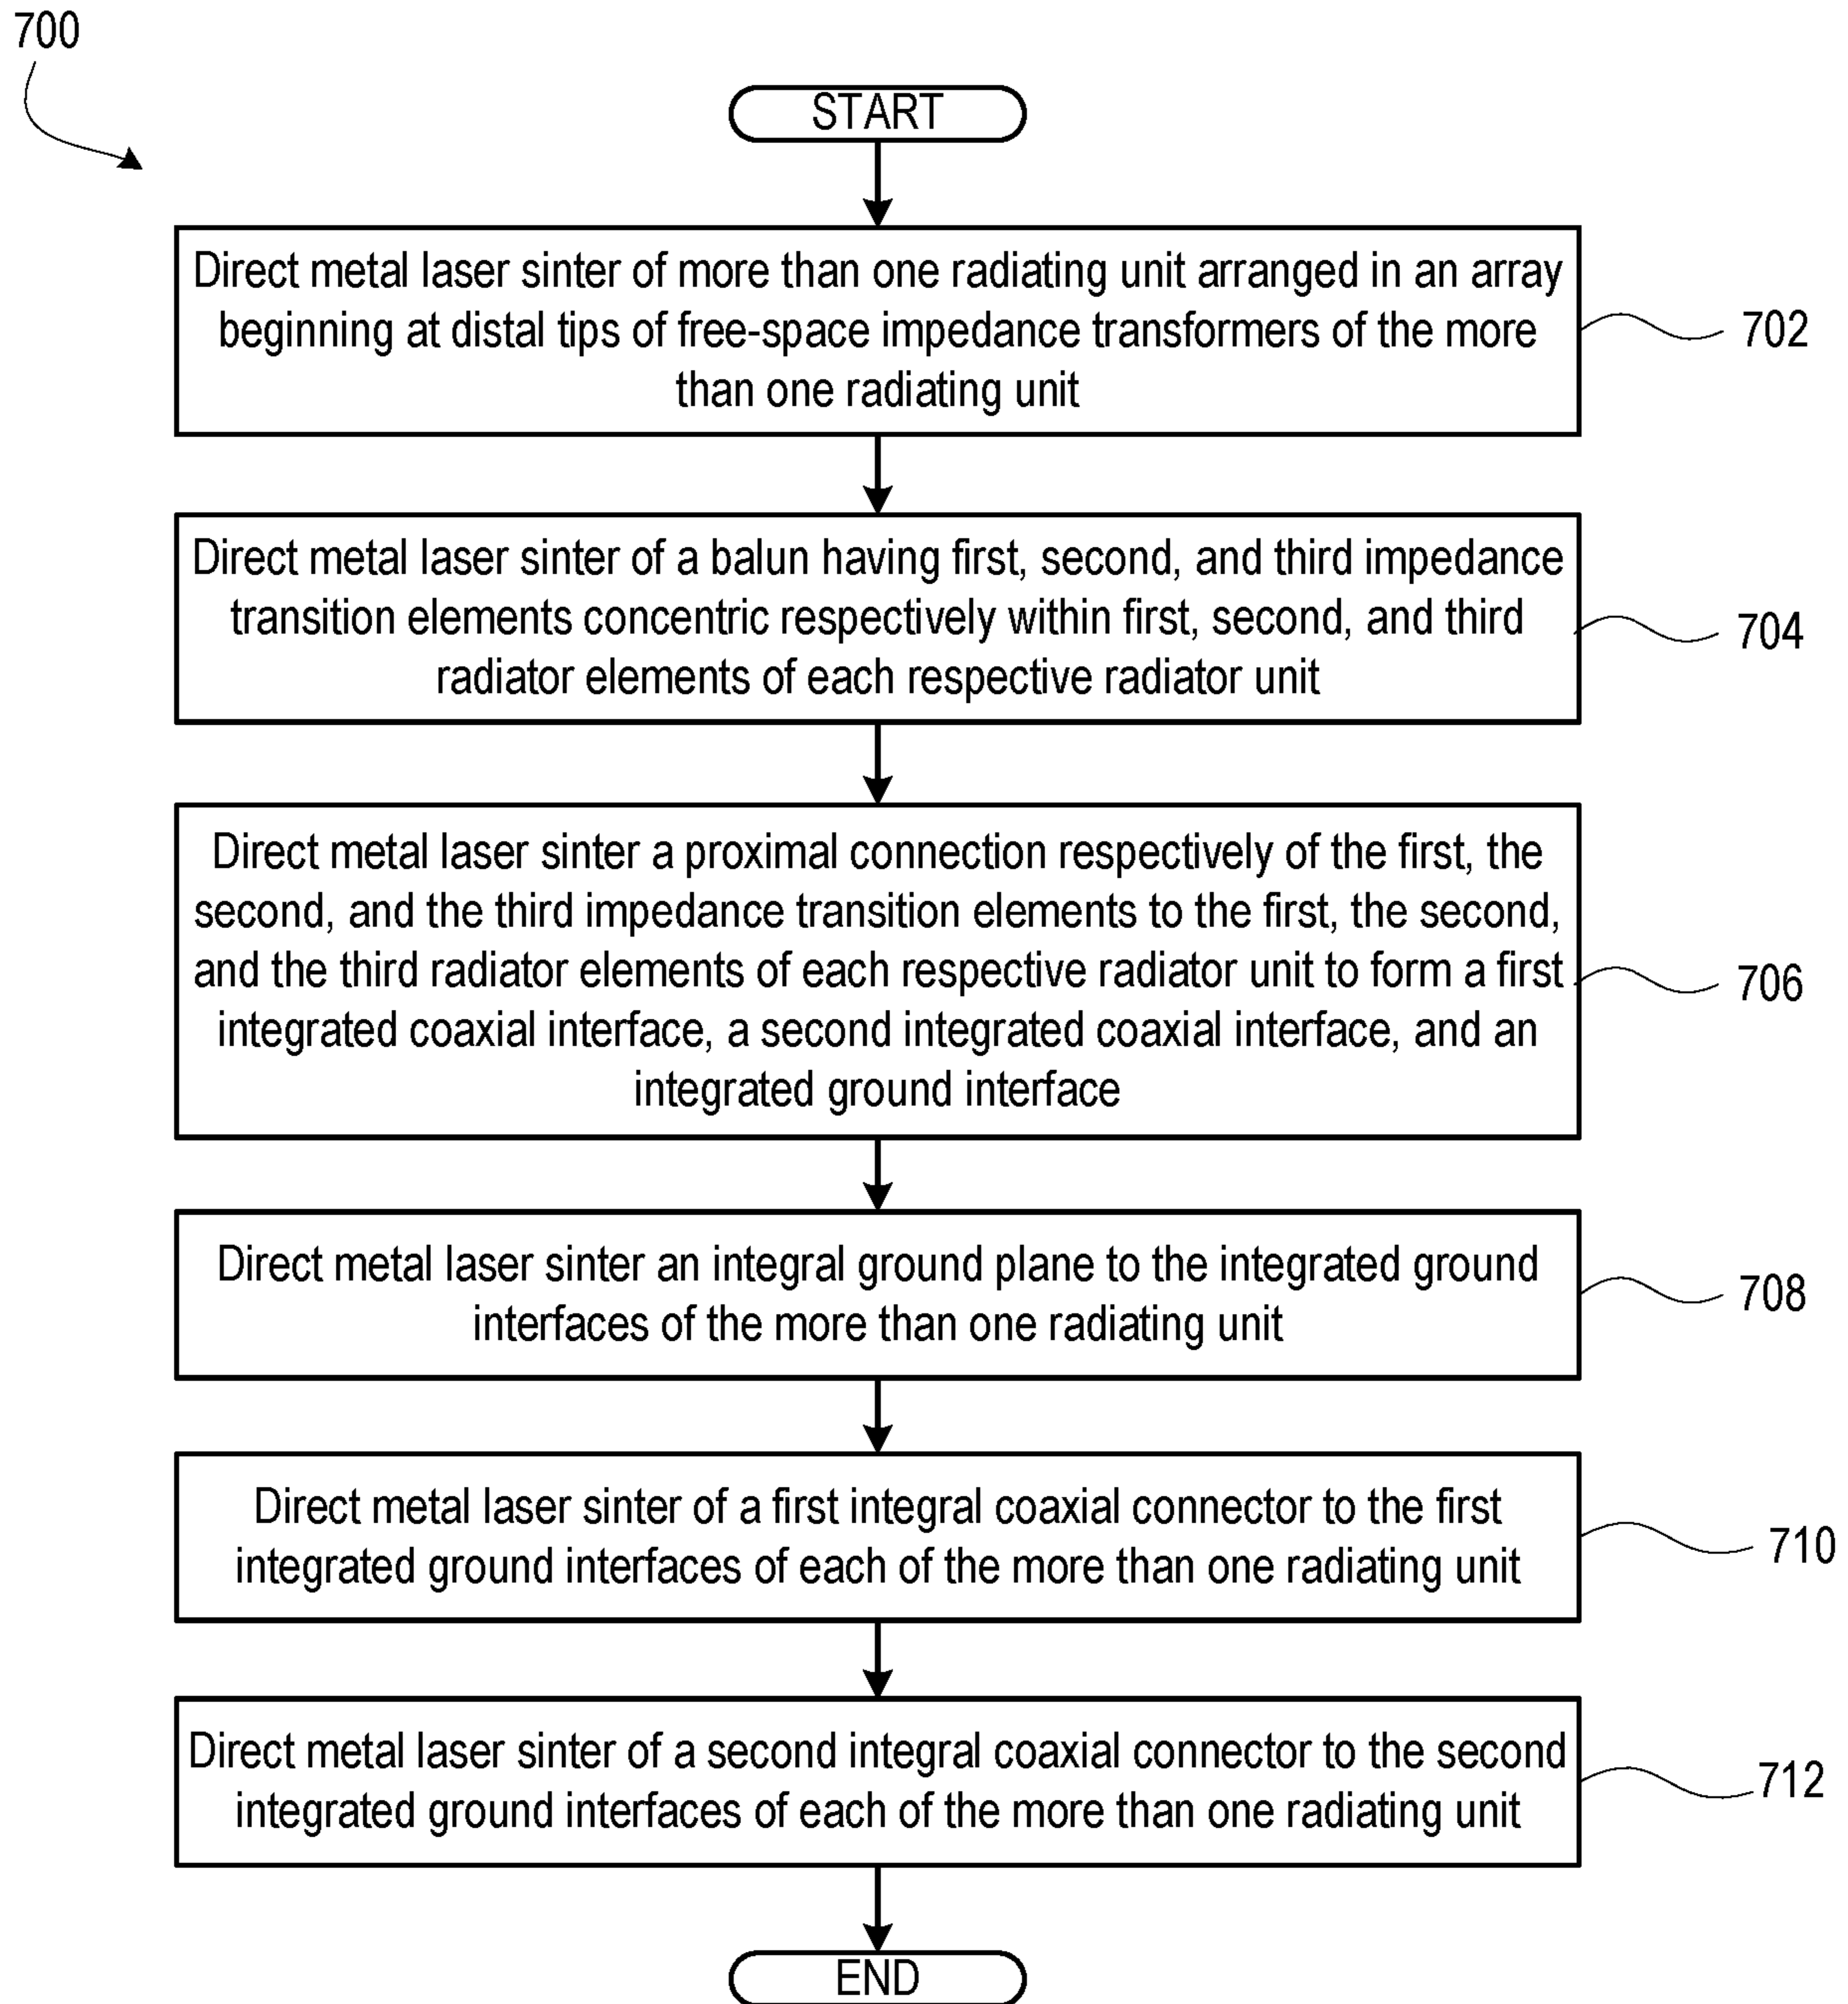 700
START
Direct metal laser sinter of more than one radiating unit arranged in an array
beginning at distal tips of free-space impedance transformers of the more
than one radiating unit
702
Direct metal laser sinter of a balun having first, second, and third impedance
transition elements concentric respectively within first, second, and third
radiator elements of each respective radiator unit
704
Direct metal laser sinter a proximal connection respectively of the first, the
second, and the third impedance transition elements to the first, the second,
and the third radiator elements of each respective radiator unit to form a first
integrated coaxial interface, a second integrated coaxial interface, and an
integrated ground interface
706
Direct metal laser sinter an integral ground plane to the integrated ground
interfaces of the more than one radiating unit
708
Direct metal laser sinter of a first integral coaxial connector to the first
integrated ground interfaces of each of the more than one radiating unit
710
Direct metal laser sinter of a second integral coaxial connector to the second
integrated ground interfaces of each of the more than one radiating unit
712
END